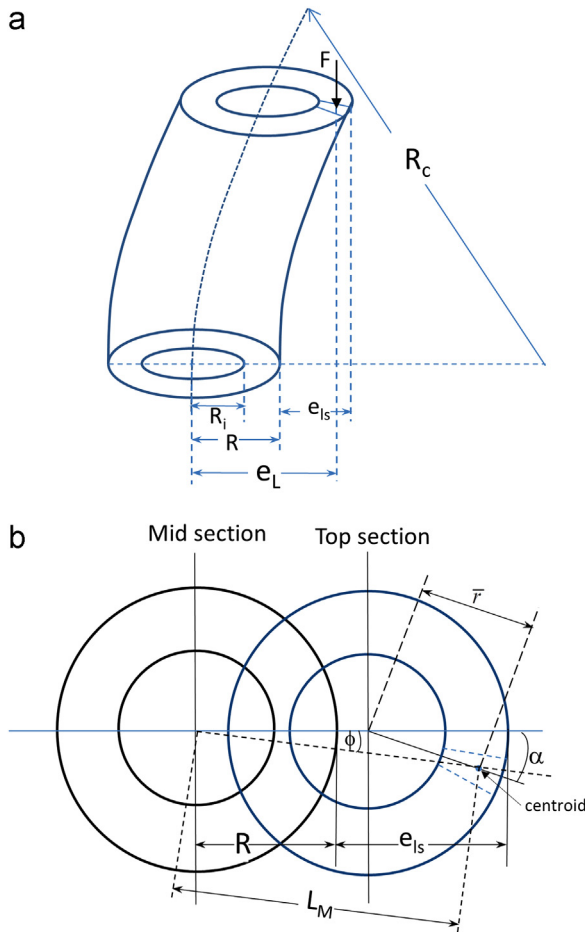 a
F
R_c
R_i
e_ls
R
e_L
b
Mid section Top section
r̅
ϕ
α
centroid
R
e_ls
L_M